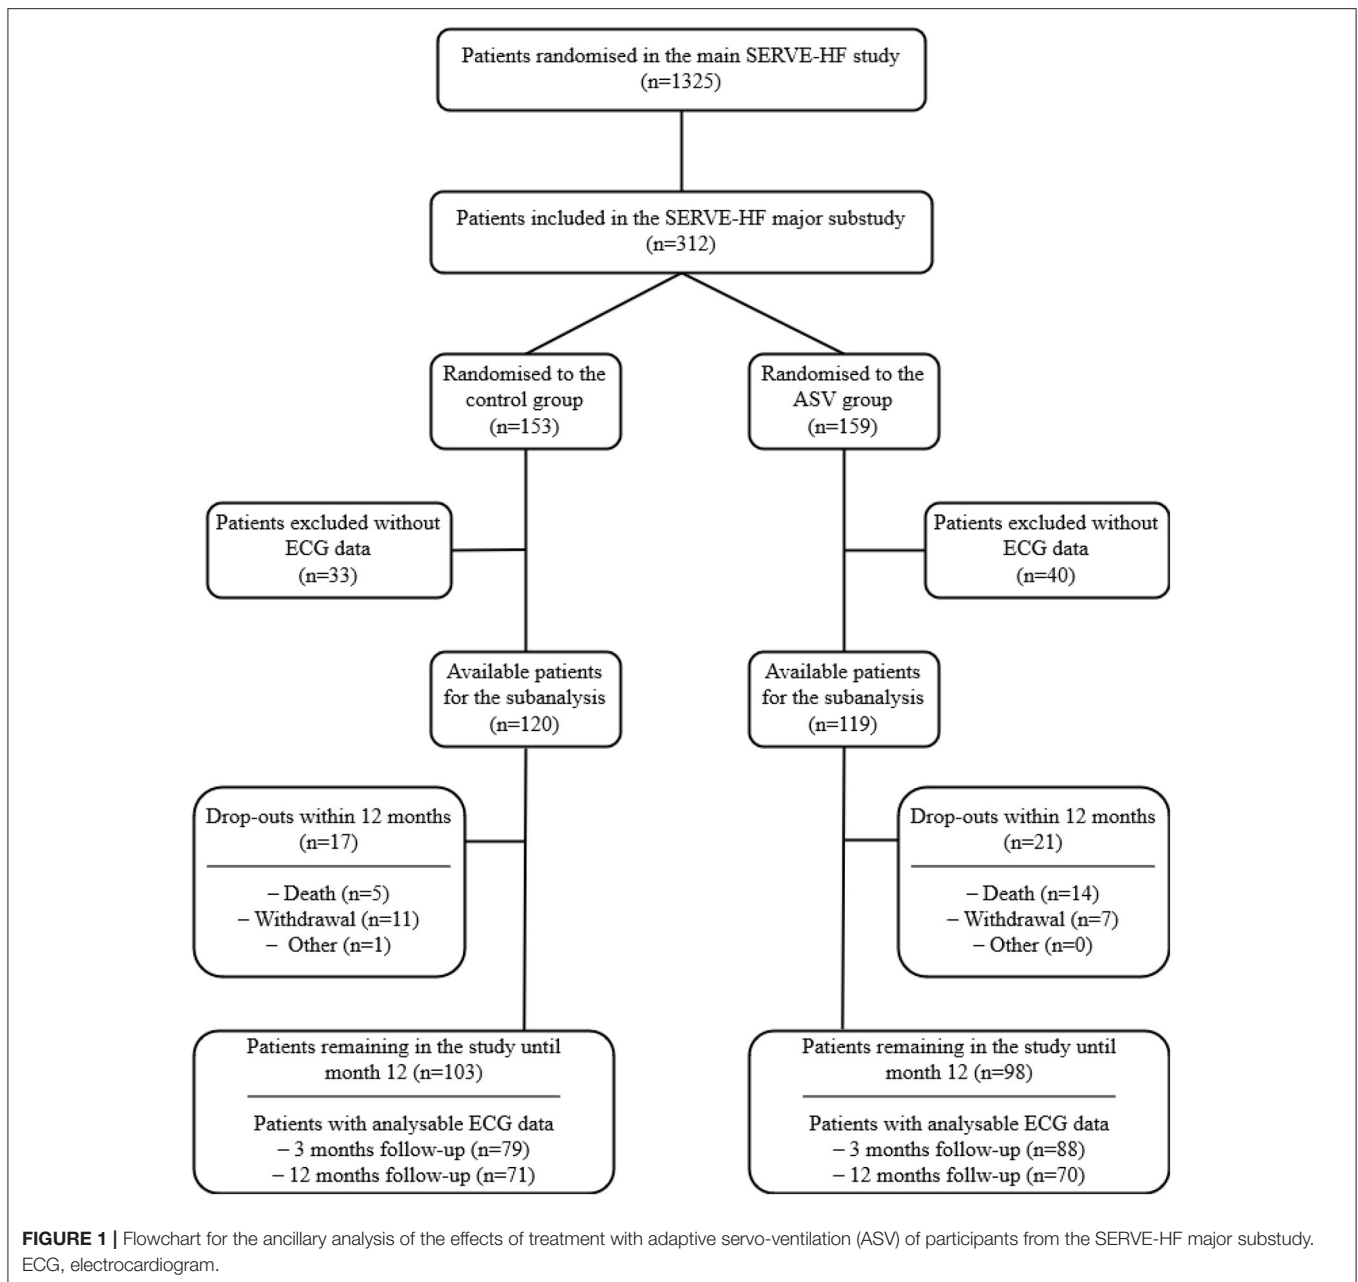 Patients randomised in the main SERVE-HF study
(n=1325)
Patients included in the SERVE-HF major substudy
(n=312)
Randomised to the
control group
(n=153)
Randomised to the
ASV group
(n=159)
Patients excluded without
ECG data
(n=33)
Patients excluded without
ECG data
(n=40)
Available patients
for the subanalysis
(n=120)
Available patients
for the subanalysis
(n=119)
Drop-outs within 12 months
(n=17)
– Death (n=5)
– Withdrawal (n=11)
– Other (n=1)
Drop-outs within 12 months
(n=21)
– Death (n=14)
– Withdrawal (n=7)
– Other (n=0)
Patients remaining in the study until
month 12 (n=103)
Patients with analysable ECG data
– 3 months follow-up (n=79)
– 12 months follow-up (n=71)
Patients remaining in the study until
month 12 (n=98)
Patients with analysable ECG data
– 3 months follow-up (n=88)
– 12 months follw-up (n=70)
FIGURE 1 | Flowchart for the ancillary analysis of the effects of treatment with adaptive servo-ventilation (ASV) of participants from the SERVE-HF major substudy.
ECG, electrocardiogram.